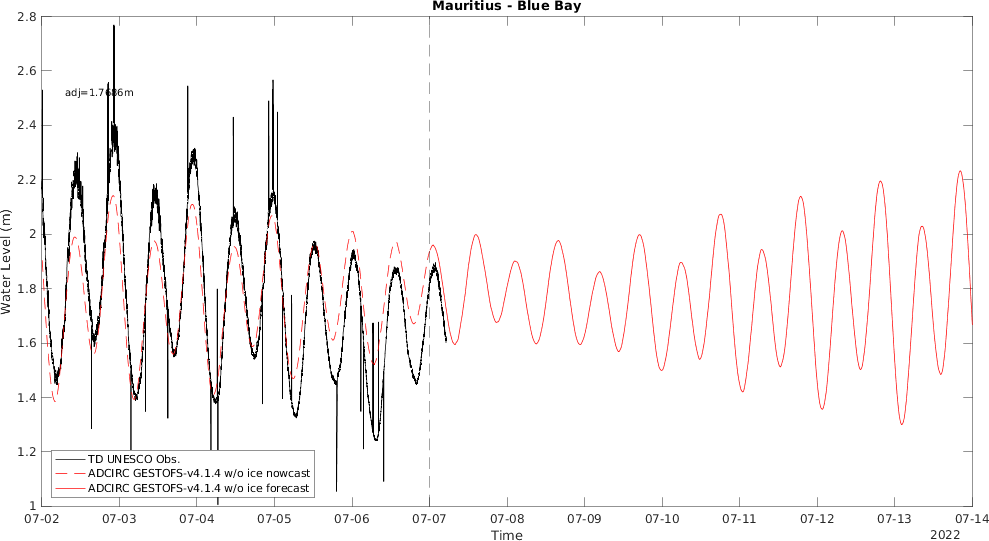 Mauritius - Blue Bay
2.8
2.6
2.4
2.2
2
1.8
1.6
1.4
1.2
1
Water Level (m)
adj=1.7686m
TD UNESCO Obs.
ADCIRC GESTOFS-v4.1.4 w/o ice nowcast
ADCIRC GESTOFS-v4.1.4 w/o ice forecast
07-02 07-03 07-04 07-05 07-06 07-07 07-08 07-09 07-10 07-11 07-12 07-13 07-14
Time
2022